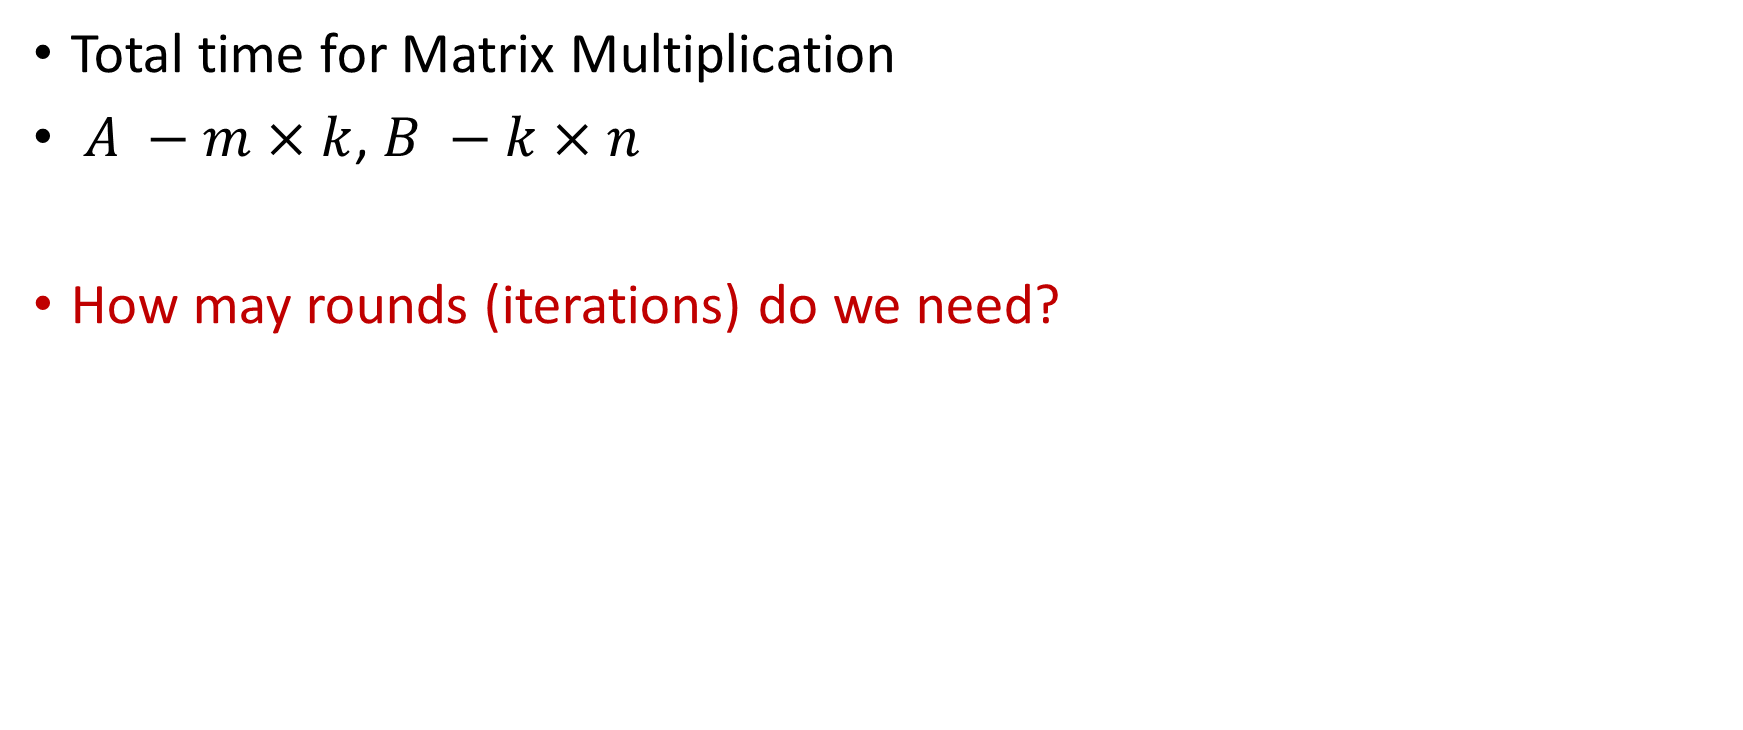 • Total time for Matrix Multiplication
• A − m × k, B − k × n
• How may rounds (iterations) do we need?